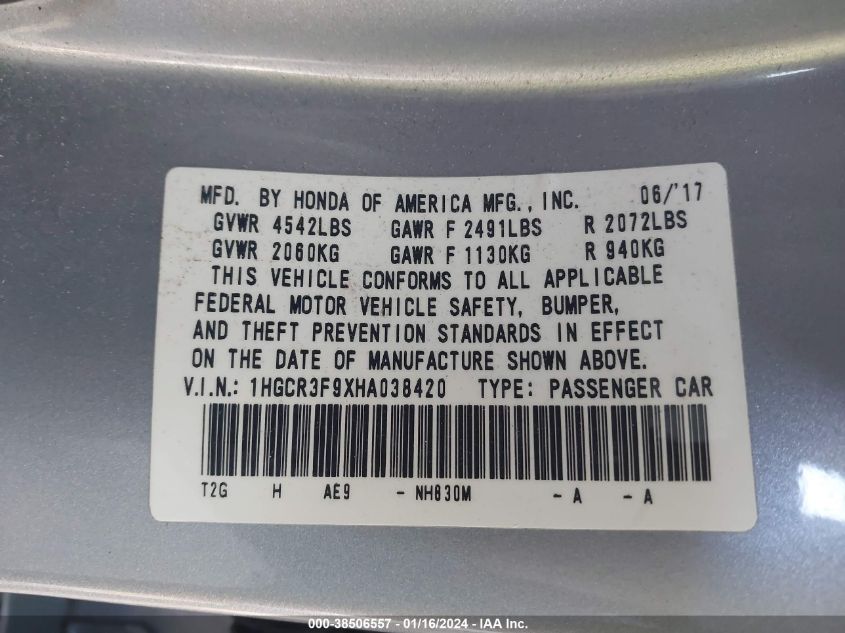 MFD. BY HONDA OF AMERICA MFG., INC. 06/'17
GVWR 4542LBS GAWR F 2491LBS R 2072LBS
GVWR 2060KG GAWR F 1130KG R 940KG
THIS VEHICLE CONFORMS TO ALL APPLICABLE
FEDERAL MOTOR VEHICLE SAFETY, BUMPER,
AND THEFT PREVENTION STANDARDS IN EFFECT
ON THE DATE OF MANUFACTURE SHOWN ABOVE.
V.I.N.: 1HGCR3F9XHA038420 TYPE: PASSENGER CAR
T2G H AE9 - NH830M - A - A
000-38506557 - 01/16/2024 - IAA Inc.